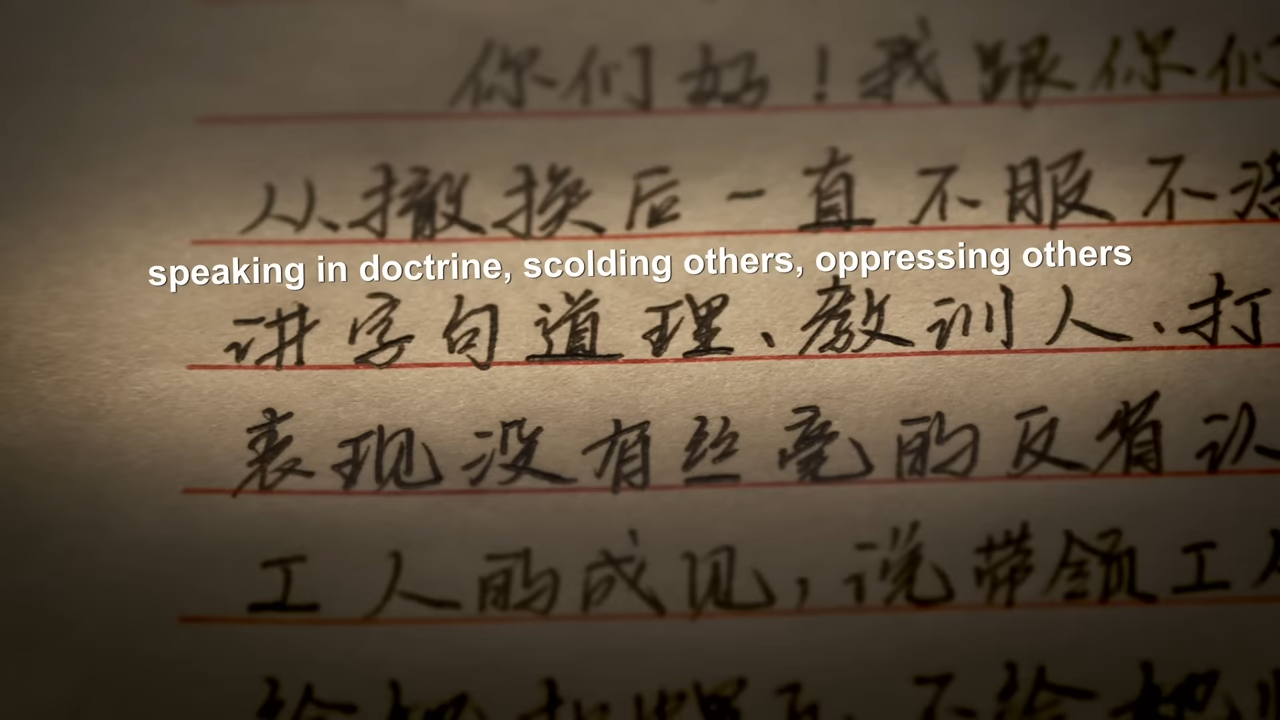 你们好！我跟你们
从撤换后一直不服不满
speaking in doctrine, scolding others, oppressing others
讲字句道理、教训人、打
表现没有丝毫的反省认
工人的成见，说带领工人